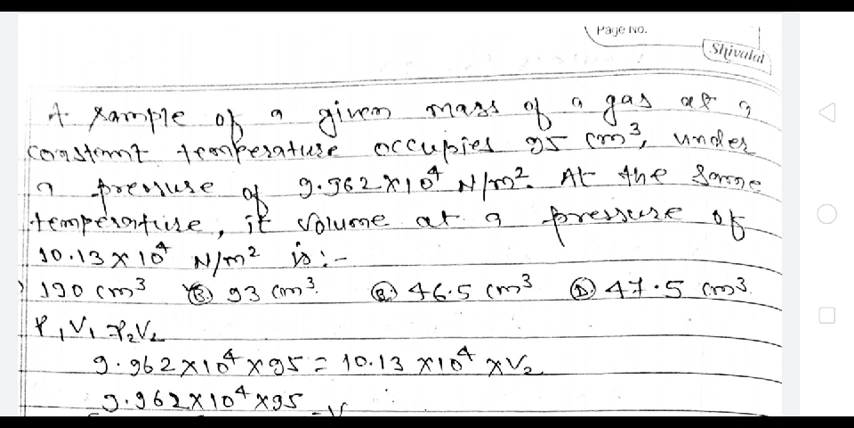 Page No.
Shivalal
A sample of a given mass of a gas at a
constant temperature occupies 95 cm³, under
a pressure of 9.962×10⁴ N/m². At the same
temperature, it volume at a pressure of
10.13×10⁴ N/m² is:-
) 190 cm³ (B) 93 cm³. (C) 46.5 cm³ (D) 47.5 cm³.
P₁V₁ = P₂V₂
9.962×10⁴×95 = 10.13×10⁴×V₂
9.962×10⁴×95